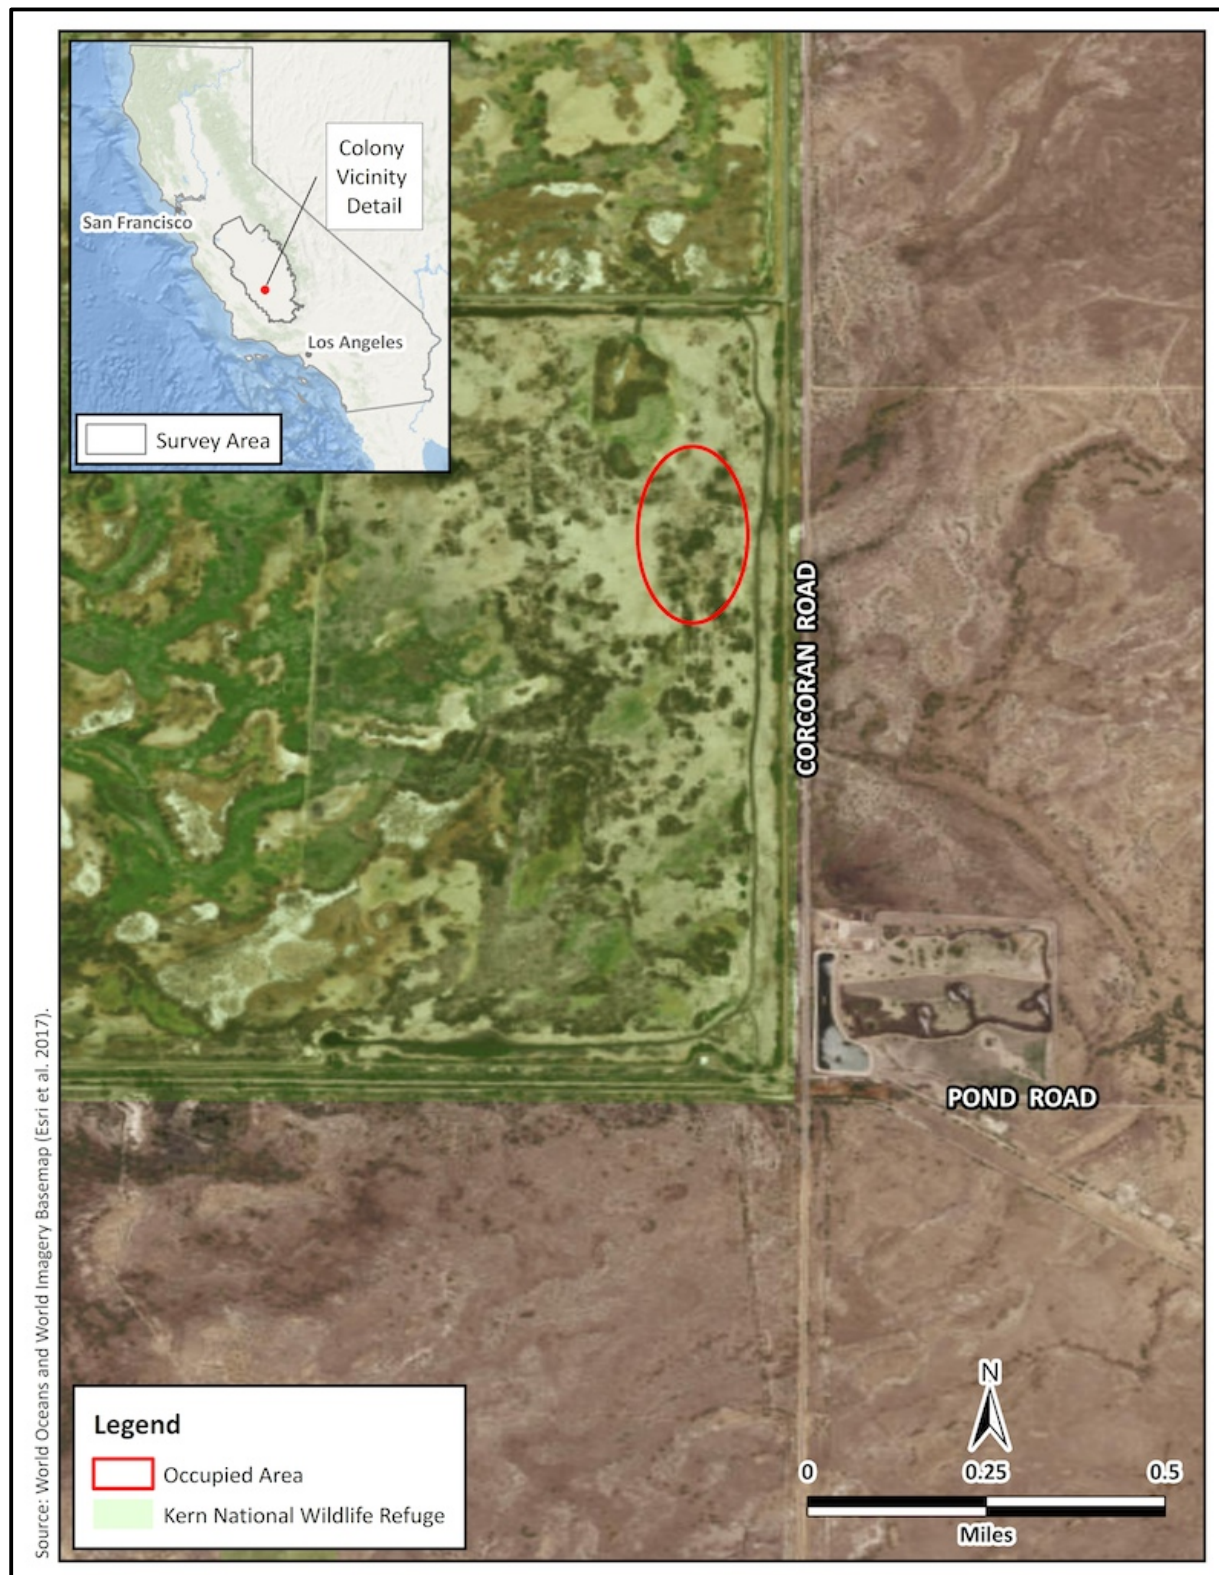 Colony
Vicinity
Detail
San Francisco
Los Angeles
Survey Area
CORCORAN ROAD
POND ROAD
Source: World Oceans and World Imagery Basemap (Esri et al. 2017).
Legend
Occupied Area
Kern National Wildlife Refuge
N
0 0.25 0.5
Miles